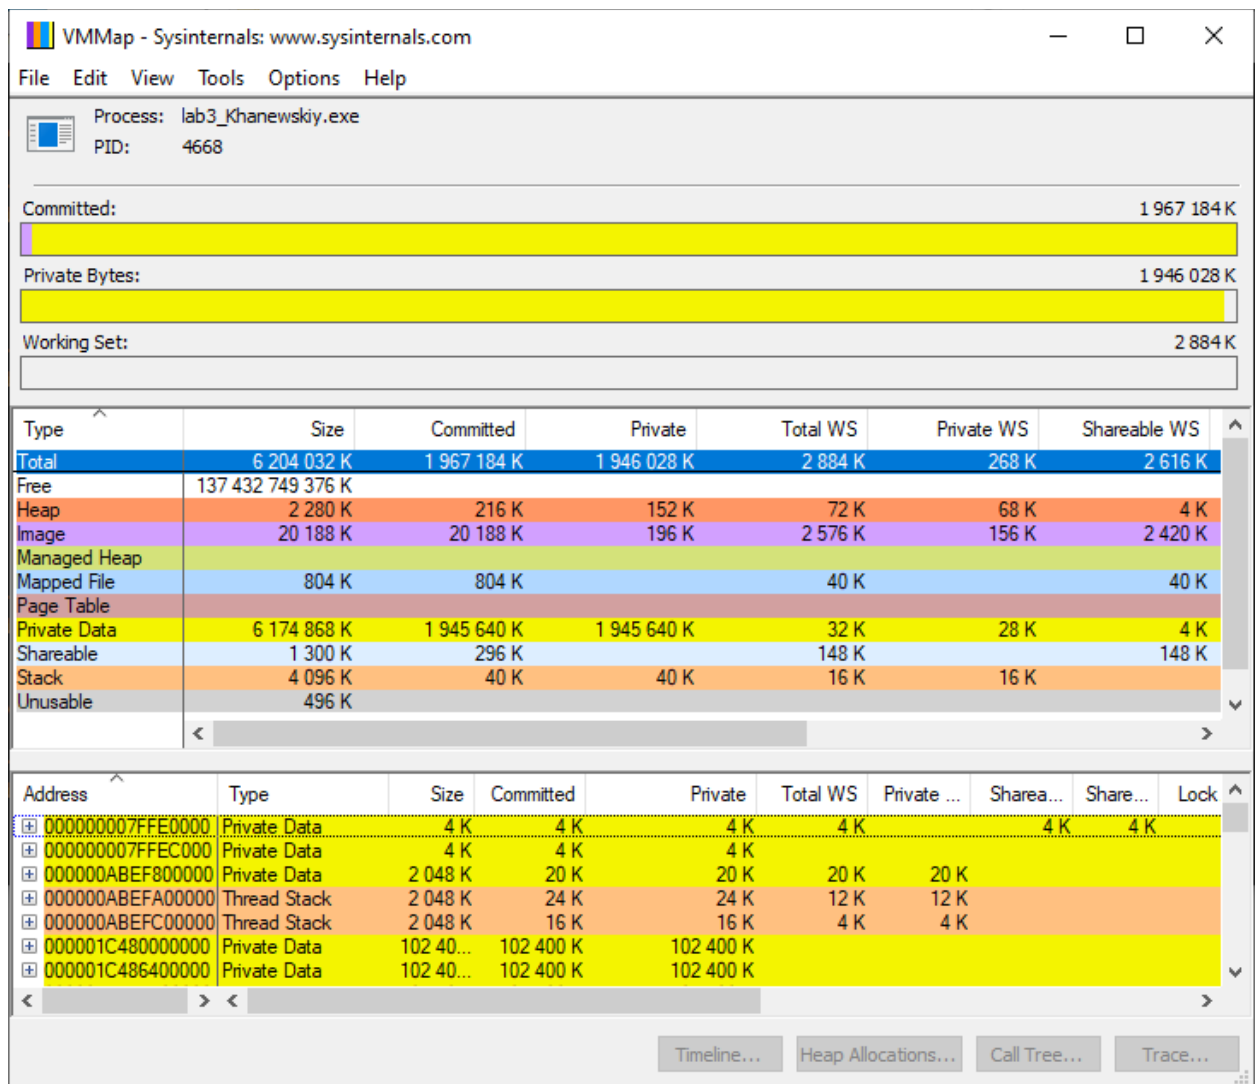 VMMap - Sysinternals: www.sysinternals.com
File Edit View Tools Options Help
Process: lab3_Khanewskiy.exe
PID: 4668
Committed: 1 967 184 K
Private Bytes: 1 946 028 K
Working Set: 2 884 K
Type Size Committed Private Total WS Private WS Shareable WS
Total 6 204 032 K 1 967 184 K 1 946 028 K 2 884 K 268 K 2 616 K
Free 137 432 749 376 K
Heap 2 280 K 216 K 152 K 72 K 68 K 4 K
Image 20 188 K 20 188 K 196 K 2 576 K 156 K 2 420 K
Managed Heap
Mapped File 804 K 804 K 40 K 40 K
Page Table
Private Data 6 174 868 K 1 945 640 K 1 945 640 K 32 K 28 K 4 K
Shareable 1 300 K 296 K 148 K 148 K
Stack 4 096 K 40 K 40 K 16 K 16 K
Unusable 496 K
Address Type Size Committed Private Total WS Private ... Sharea... Share... Lock
000000007FFE0000 Private Data 4 K 4 K 4 K 4 K 4 K 4 K
000000007FFEC000 Private Data 4 K 4 K 4 K
000000ABEF800000 Private Data 2 048 K 20 K 20 K 20 K 20 K
000000ABEFA00000 Thread Stack 2 048 K 24 K 24 K 12 K 12 K
000000ABEFC00000 Thread Stack 2 048 K 16 K 16 K 4 K 4 K
000001C480000000 Private Data 102 40... 102 400 K 102 400 K
000001C486400000 Private Data 102 40... 102 400 K 102 400 K
Timeline... Heap Allocations... Call Tree... Trace...